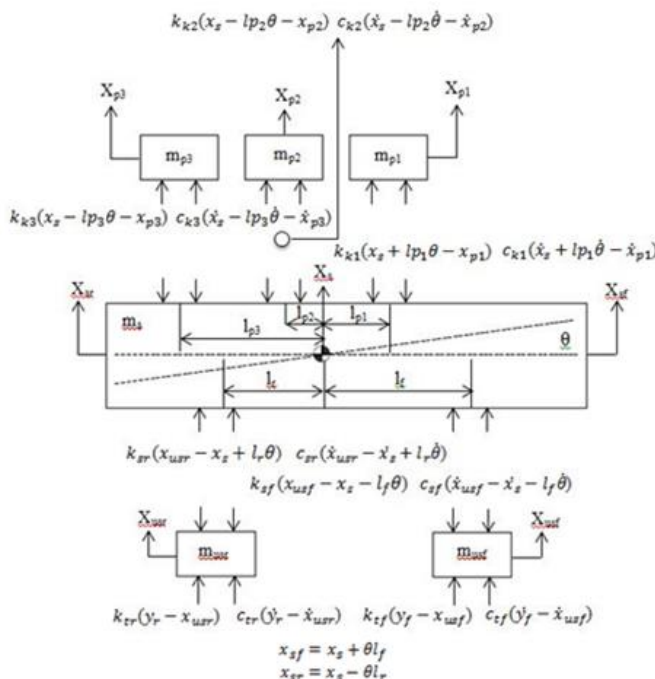 k_{k2}(x_s − lp_2θ − x_{p2}) c_{k2}(ẋ_s − lp_2θ̇ − ẋ_{p2})
X_{p3} X_{p2} X_{p1}
m_{p3} m_{p2} m_{p1}
k_{k3}(x_s − lp_3θ − x_{p3}) c_{k3}(ẋ_s − lp_3θ̇ − ẋ_{p3})
k_{k1}(x_s + lp_1θ − x_{p1}) c_{k1}(ẋ_s + lp_1θ̇ − ẋ_{p1})
X_{sr} X_s X_{sf}
m_s l_{p3} l_{p2} l_{p1} θ
l_r l_f
k_{sr}(x_{usr} − x_s + l_rθ) c_{sr}(ẋ_{usr} − ẋ_s + l_rθ̇)
k_{sf}(x_{usf} − x_s − l_fθ) c_{sf}(ẋ_{usf} − ẋ_s − l_fθ̇)
X_{usr} X_{usf}
m_{usr} m_{usf}
k_{tr}(y_r − x_{usr}) c_{tr}(ẏ_r − ẋ_{usr}) k_{tf}(y_f − x_{usf}) c_{tf}(ẏ_f − ẋ_{usf})
x_{sf} = x_s + θl_f
x_{sr} = x_s − θl_r